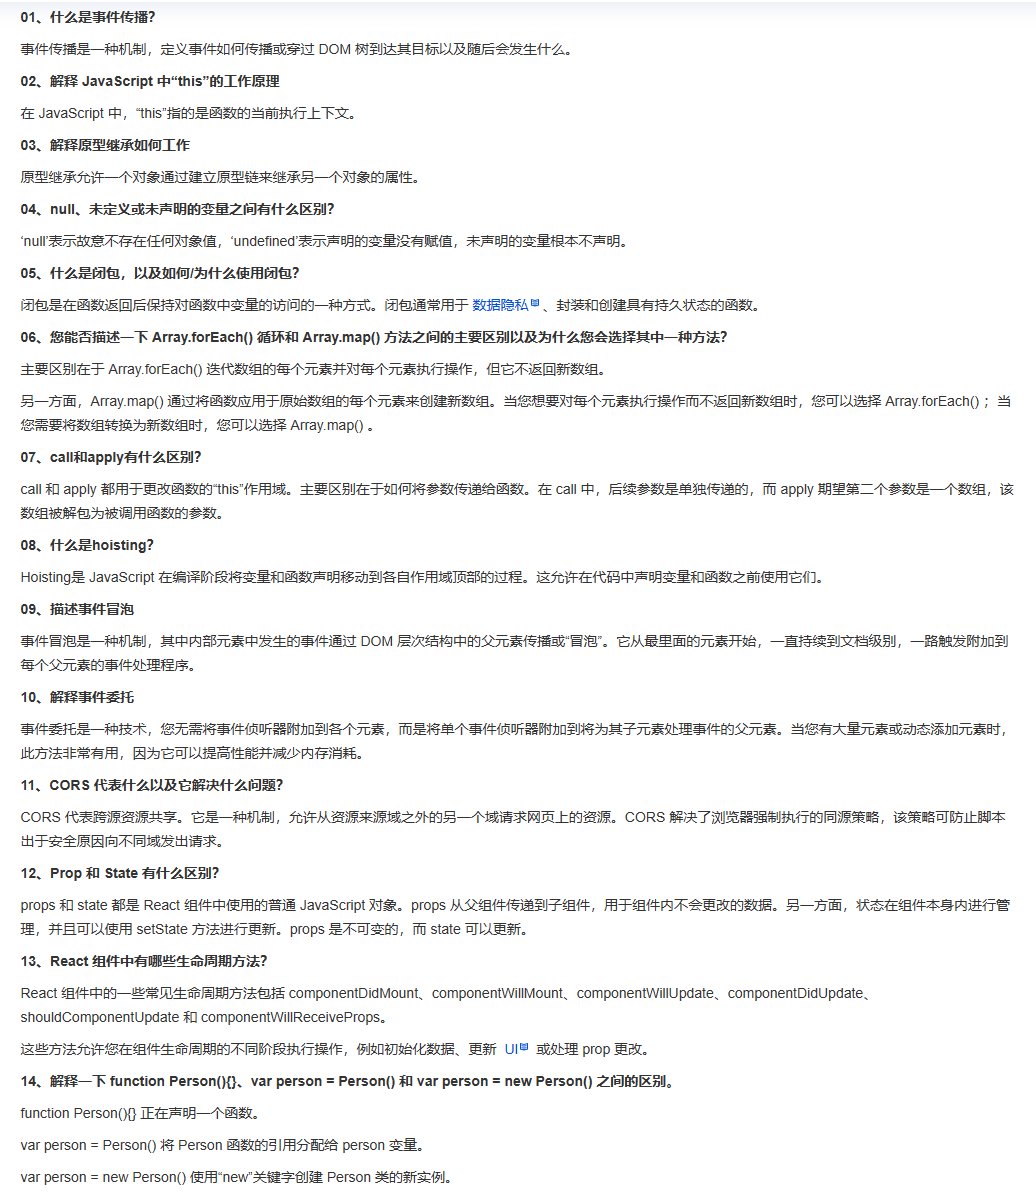 01、什么是事件传播?
事件传播是一种机制，定义事件如何传播或穿过 DOM 树到达其目标以及随后会发生什么。
02、解释 JavaScript 中“this”的工作原理
在 JavaScript 中，“this”指的是函数的当前执行上下文。
03、解释原型继承如何工作
原型继承允许一个对象通过建立原型链来继承另一个对象的属性。
04、null、未定义或未声明的变量之间有什么区别?
‘null’表示故意不存在任何对象值，‘undefined’表示声明的变量没有赋值，未声明的变量根本不声明。
05、什么是闭包，以及如何/为什么使用闭包?
闭包是在函数返回后保持对函数中变量的访问的一种方式。闭包通常用于 数据隐私 、封装和创建具有持久状态的函数。
06、您能否描述一下 Array.forEach() 循环和 Array.map() 方法之间的主要区别以及为什么您会选择其中一种方法?
主要区别在于 Array.forEach() 迭代数组的每个元素并对每个元素执行操作，但它不返回新数组。
另一方面，Array.map() 通过将函数应用于原始数组的每个元素来创建新数组。当您想要对每个元素执行操作而不返回新数组时，您可以选择 Array.forEach() ；当
您需要将数组转换为新数组时，您可以选择 Array.map() 。
07、call和apply有什么区别?
call 和 apply 都用于更改函数的“this”作用域。主要区别在于如何将参数传递给函数。在 call 中，后续参数是单独传递的，而 apply 期望第二个参数是一个数组，该
数组被解包为被调用函数的参数。
08、什么是hoisting?
Hoisting是 JavaScript 在编译阶段将变量和函数声明移动到各自作用域顶部的过程。这允许在代码中声明变量和函数之前使用它们。
09、描述事件冒泡
事件冒泡是一种机制，其中内部元素中发生的事件通过 DOM 层次结构中的父元素传播或“冒泡”。它从最里面的元素开始，一直持续到文档级别，一路触发附加到
每个父元素的事件处理程序。
10、解释事件委托
事件委托是一种技术，您无需将事件侦听器附加到各个元素，而是将单个事件侦听器附加到将为其子元素处理事件的父元素。当您有大量元素或动态添加元素时，
此方法非常有用，因为它可以提高性能并减少内存消耗。
11、CORS 代表什么以及它解决什么问题?
CORS 代表跨源资源共享。它是一种机制，允许从资源来源域之外的另一个域请求网页上的资源。CORS 解决了浏览器强制执行的同源策略，该策略可防止脚本
出于安全原因向不同域发出请求。
12、Prop 和 State 有什么区别?
props 和 state 都是 React 组件中使用的普通 JavaScript 对象。props 从父组件传递到子组件，用于组件内不会更改的数据。另一方面，状态在组件本身内进行管
理，并且可以使用 setState 方法进行更新。props 是不可变的，而 state 可以更新。
13、React 组件中有哪些生命周期方法?
React 组件中的一些常见生命周期方法包括 componentDidMount、componentWillMount、componentWillUpdate、componentDidUpdate、
shouldComponentUpdate 和 componentWillReceiveProps。
这些方法允许您在组件生命周期的不同阶段执行操作，例如初始化数据、更新 UI 或处理 prop 更改。
14、解释一下 function Person(){}、var person = Person() 和 var person = new Person() 之间的区别。
function Person(){} 正在声明一个函数。
var person = Person() 将 Person 函数的引用分配给 person 变量。
var person = new Person() 使用“new”关键字创建 Person 类的新实例。